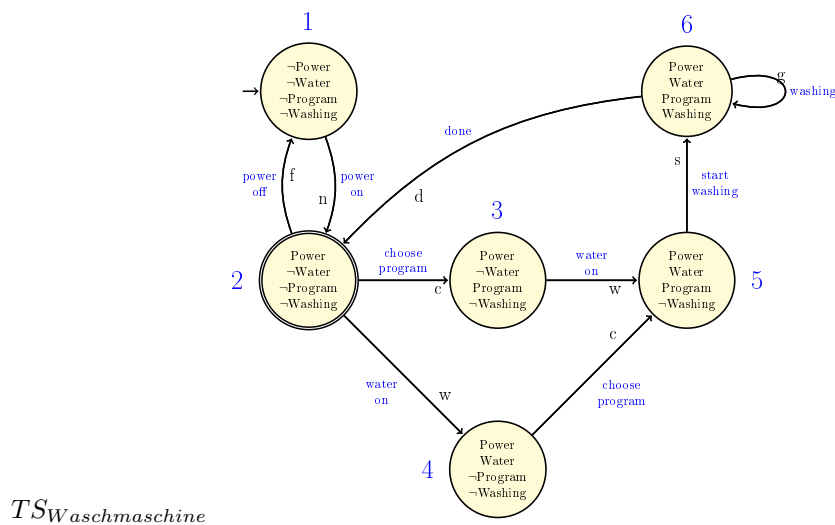 1
¬Power
¬Water
¬Program
¬Washing
6
Power
Water
Program
Washing
g
washing
done
d
power
off
f
n
power
on
s
start
washing
2
Power
¬Water
¬Program
¬Washing
choose
program
c
3
Power
¬Water
Program
¬Washing
water
on
w
Power
Water
Program
¬Washing
5
water
on
w
c
choose
program
4
Power
Water
¬Program
¬Washing
TS_Waschmaschine